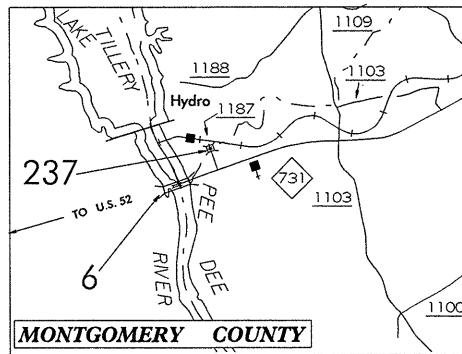 1109
LAKE TILLERY
1188
1103
Hydro
1187
237
731
TO U.S. 52
PEE DEE
1103
6
RIVER
1100
MONTGOMERY COUNTY